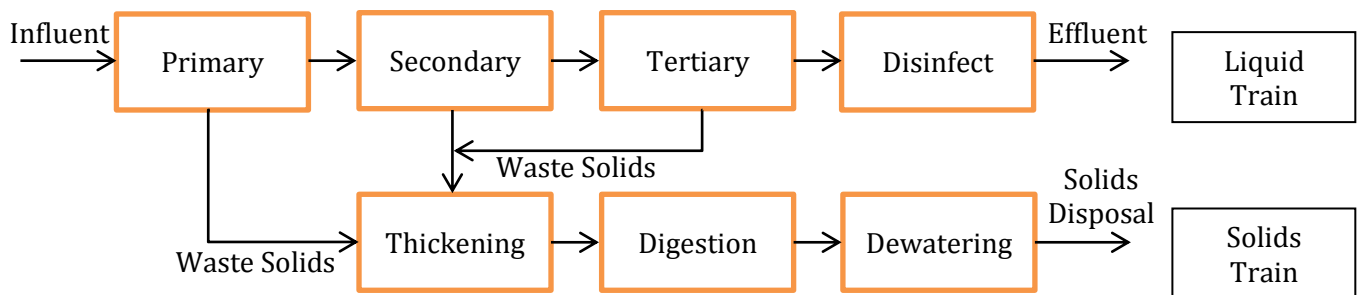 Influent
Primary
Secondary
Tertiary
Disinfect
Effluent
Liquid
Train
Waste Solids
Waste Solids
Thickening
Digestion
Dewatering
Solids
Disposal
Solids
Train